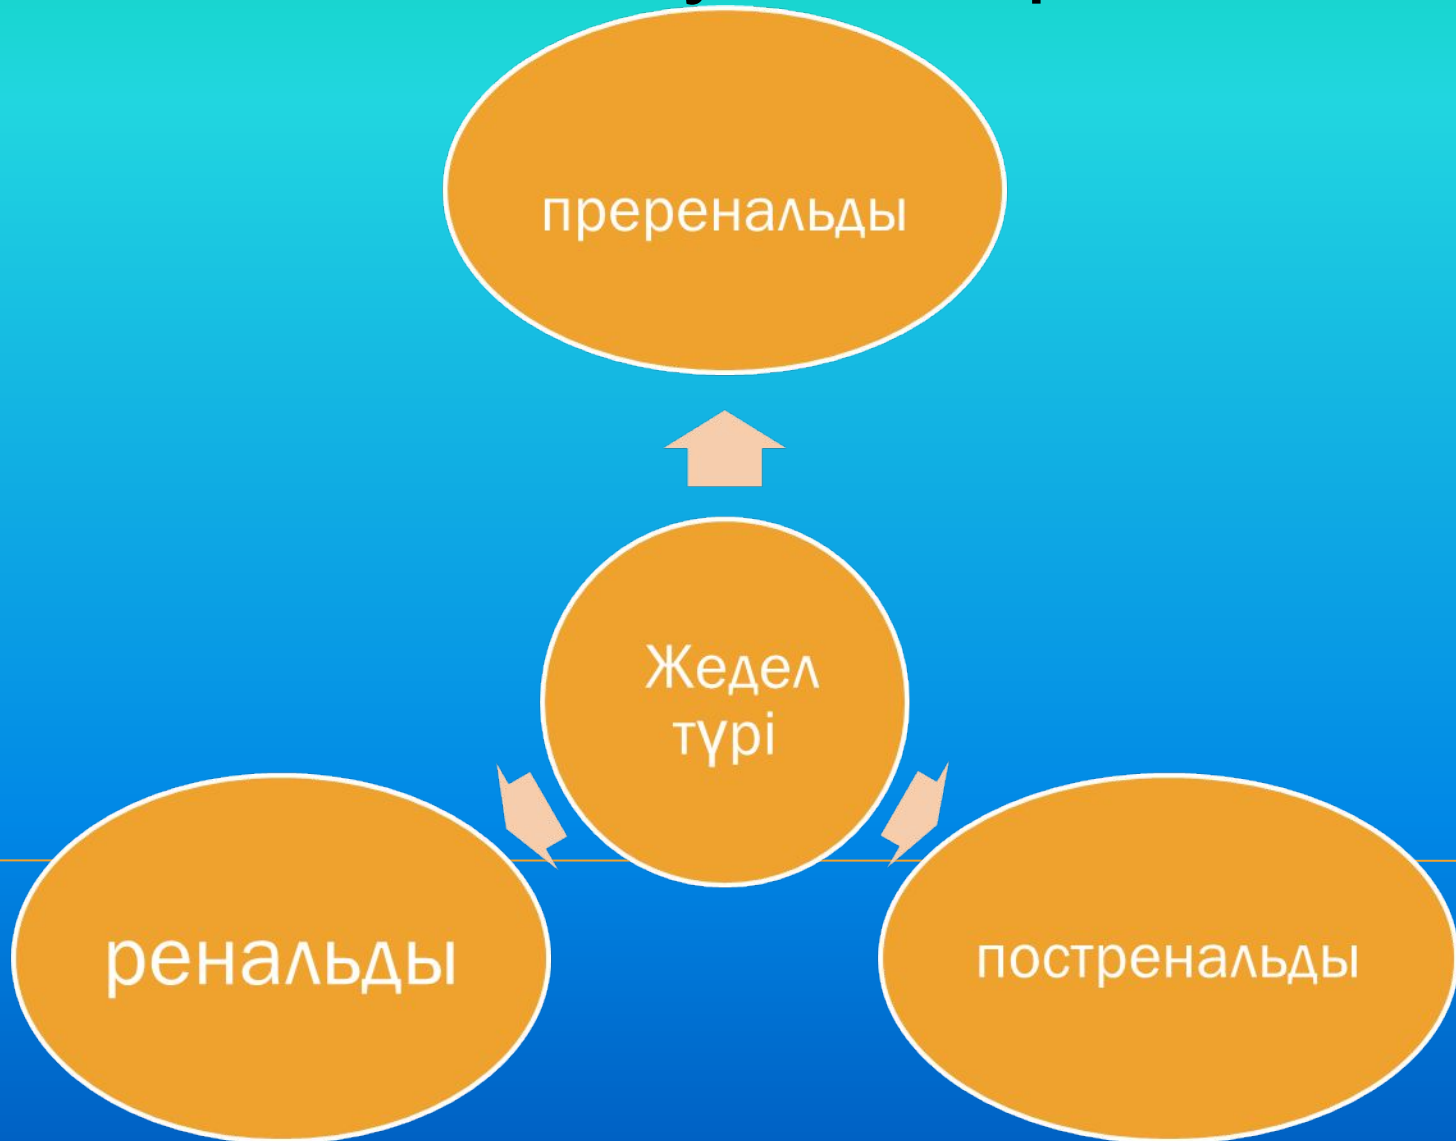 преренальды
Жедел
түрі
ренальды
постренальды